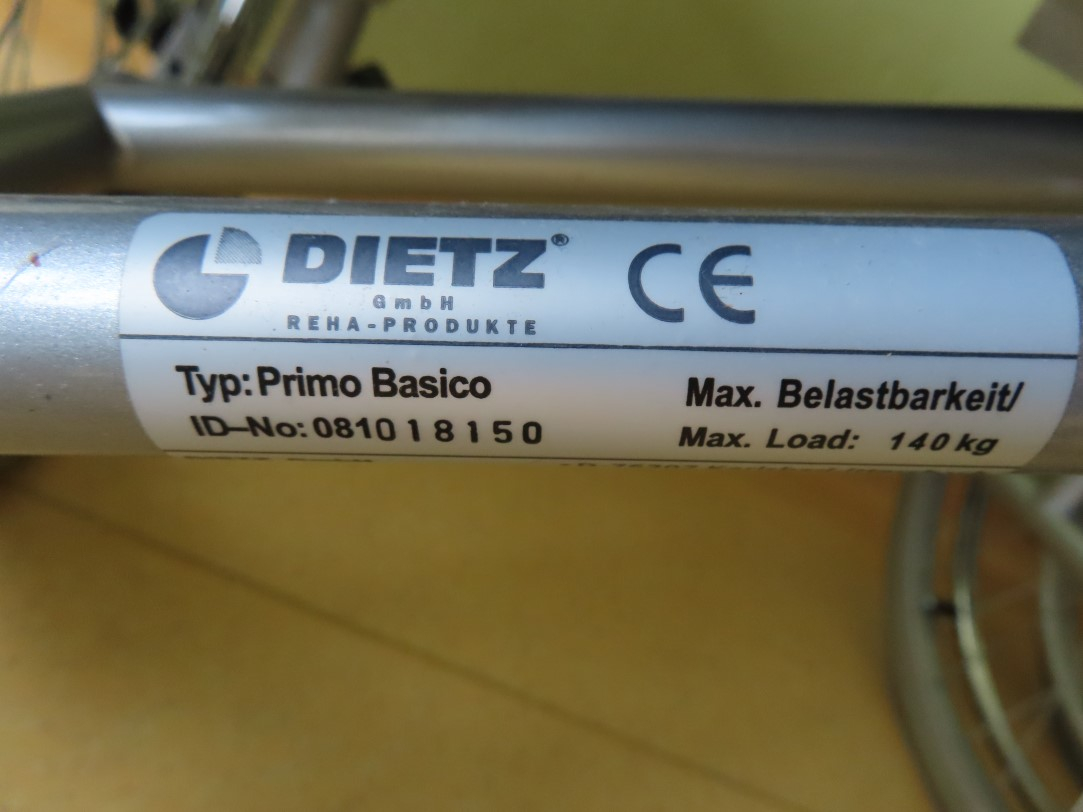 DIETZ®
GmbH
REHA-PRODUKTE
CE
Typ: Primo Basico
ID-No: 081018150
Max. Belastbarkeit/
Max. Load: 140 kg